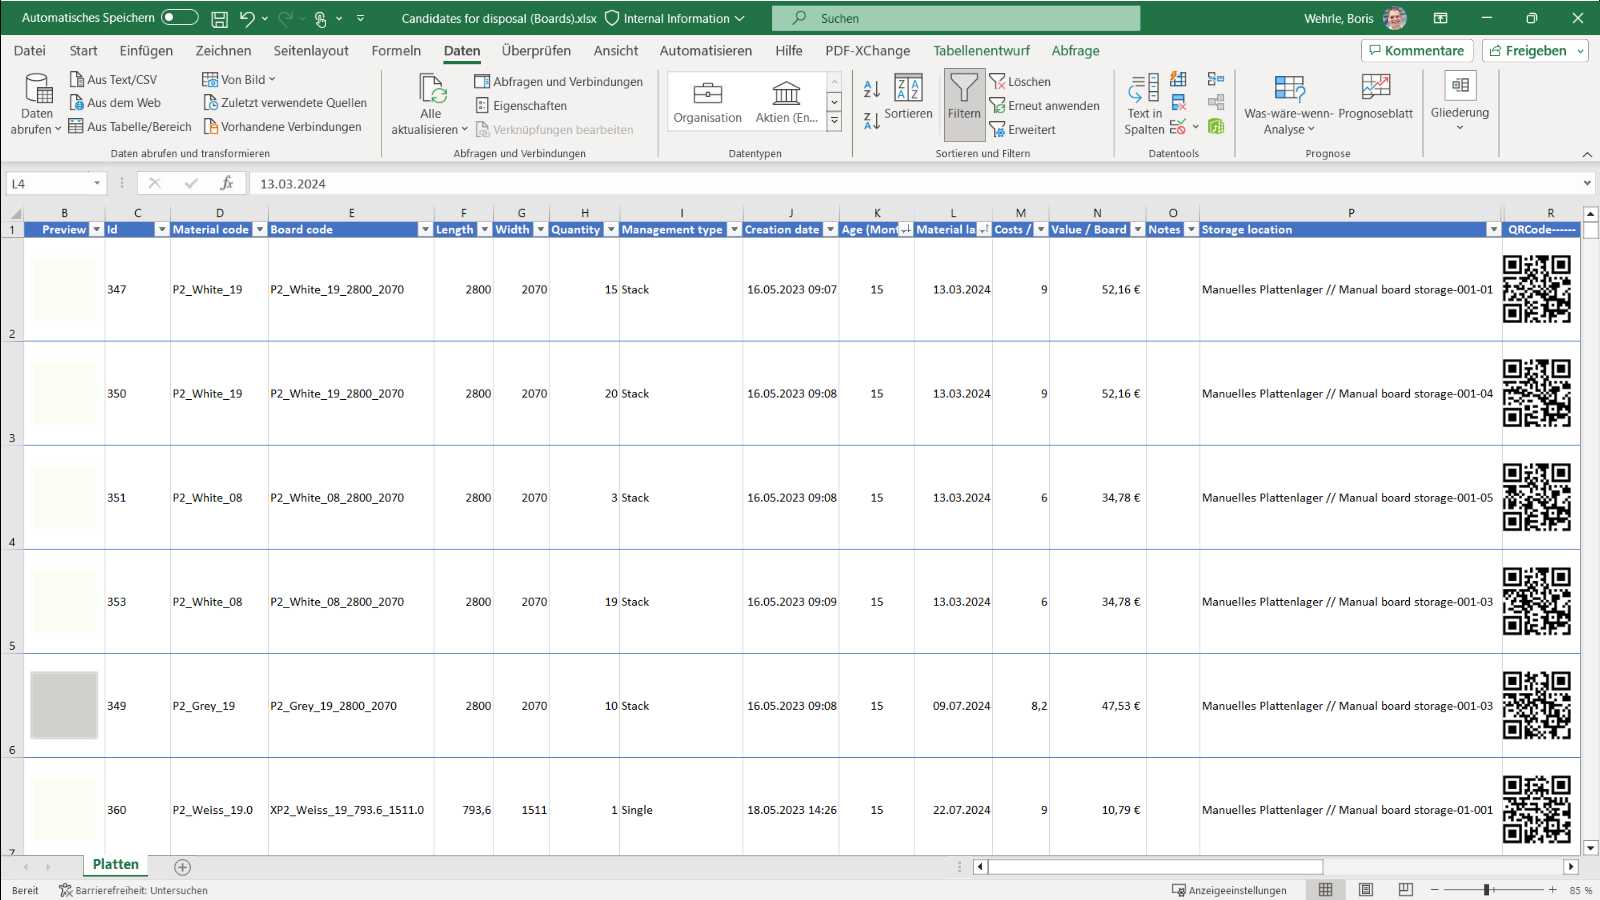 Automatisches Speichern
Candidates for disposal (Boards).xlsx
Internal Information
Suchen
Wehrle, Boris
Datei Start Einfügen Zeichnen Seitenlayout Formeln Daten Überprüfen Ansicht Automatisieren Hilfe PDF-XChange Tabellenentwurf Abfrage
Kommentare
Freigeben
Daten
abrufen
Aus Text/CSV
Aus dem Web
Aus Tabelle/Bereich
Von Bild
Zuletzt verwendete Quellen
Vorhandene Verbindungen
Daten abrufen und transformieren
Alle
aktualisieren
Abfragen und Verbindungen
Eigenschaften
Verknüpfungen bearbeiten
Abfragen und Verbindungen
Organisation
Aktien (En...
Datentypen
Sortieren
Filtern
Löschen
Erneut anwenden
Erweitert
Sortieren und Filtern
Text in
Spalten
Datentools
Was-wäre-wenn-
Analyse
Prognoseblatt
Prognose
Gliederung
L4
fx
13.03.2024
B C D E F G H I J K L M N O P R
1 Preview Id Material code Board code Length Width Quantity Management type Creation date Age (Mont Material la Costs / Value / Board Notes Storage location QRCode------
347 P2_White_19 P2_White_19_2800_2070 2800 2070 15 Stack 16.05.2023 09:07 15 13.03.2024 9 52,16 € Manuelles Plattenlager // Manual board storage-001-01
2
350 P2_White_19 P2_White_19_2800_2070 2800 2070 20 Stack 16.05.2023 09:08 15 13.03.2024 9 52,16 € Manuelles Plattenlager // Manual board storage-001-04
3
351 P2_White_08 P2_White_08_2800_2070 2800 2070 3 Stack 16.05.2023 09:08 15 13.03.2024 6 34,78 € Manuelles Plattenlager // Manual board storage-001-05
4
353 P2_White_08 P2_White_08_2800_2070 2800 2070 19 Stack 16.05.2023 09:09 15 13.03.2024 6 34,78 € Manuelles Plattenlager // Manual board storage-001-03
5
349 P2_Grey_19 P2_Grey_19_2800_2070 2800 2070 10 Stack 16.05.2023 09:08 15 09.07.2024 8,2 47,53 € Manuelles Plattenlager // Manual board storage-001-03
6
360 P2_Weiss_19.0 XP2_Weiss_19_793.6_1511.0 793,6 1511 1 Single 18.05.2023 14:26 15 22.07.2024 9 10,79 € Manuelles Plattenlager // Manual board storage-01-001
7
Platten
Bereit
Barrierefreiheit: Untersuchen
Anzeigeeinstellungen
85 %